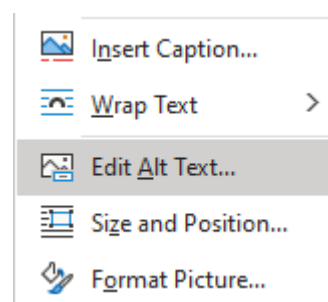 Insert Caption...
Wrap Text
Edit Alt Text...
Size and Position...
Format Picture...